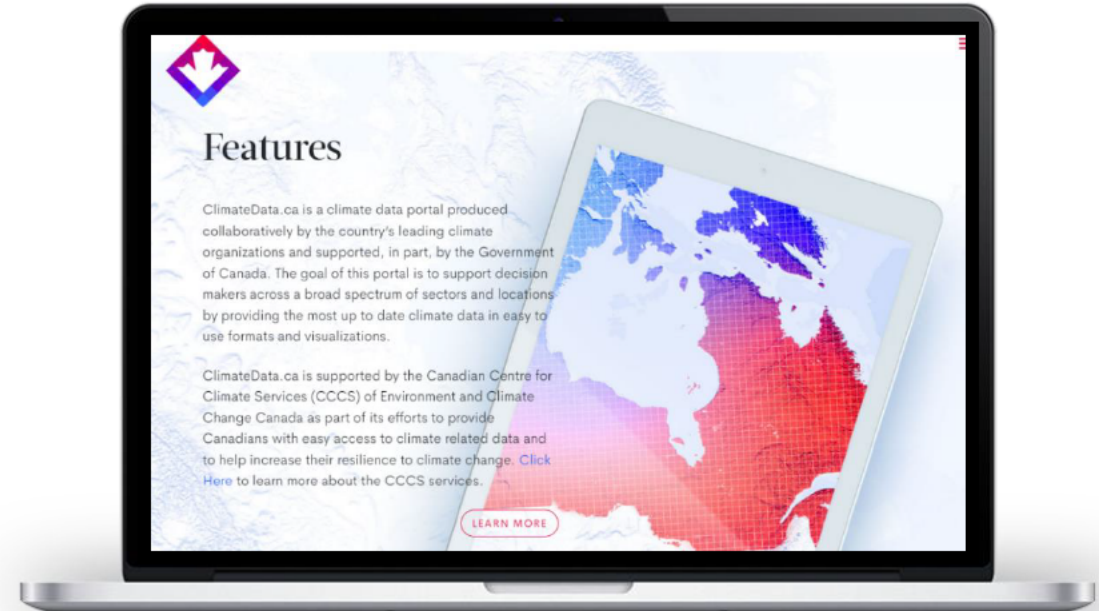 Features
ClimateData.ca is a climate data portal produced
collaboratively by the country's leading climate
organizations and supported, in part, by the Government
of Canada. The goal of this portal is to support decision
makers across a broad spectrum of sectors and locations
by providing the most up to date climate data in easy to
use formats and visualizations.
ClimateData.ca is supported by the Canadian Centre for
Climate Services (CCCS) of Environment and Climate
Change Canada as part of its efforts to provide
Canadians with easy access to climate related data and
to help increase their resilience to climate change. Click
Here to learn more about the CCCS services.
LEARN MORE